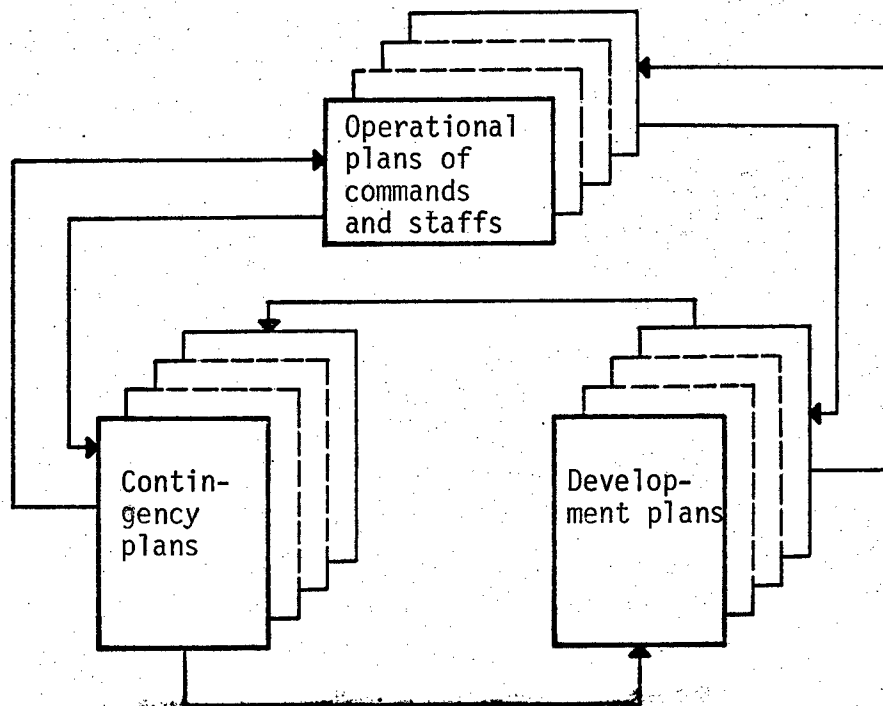 Operational
plans of
commands
and staffs
Contin-
gency
plans
Develop-
ment plans